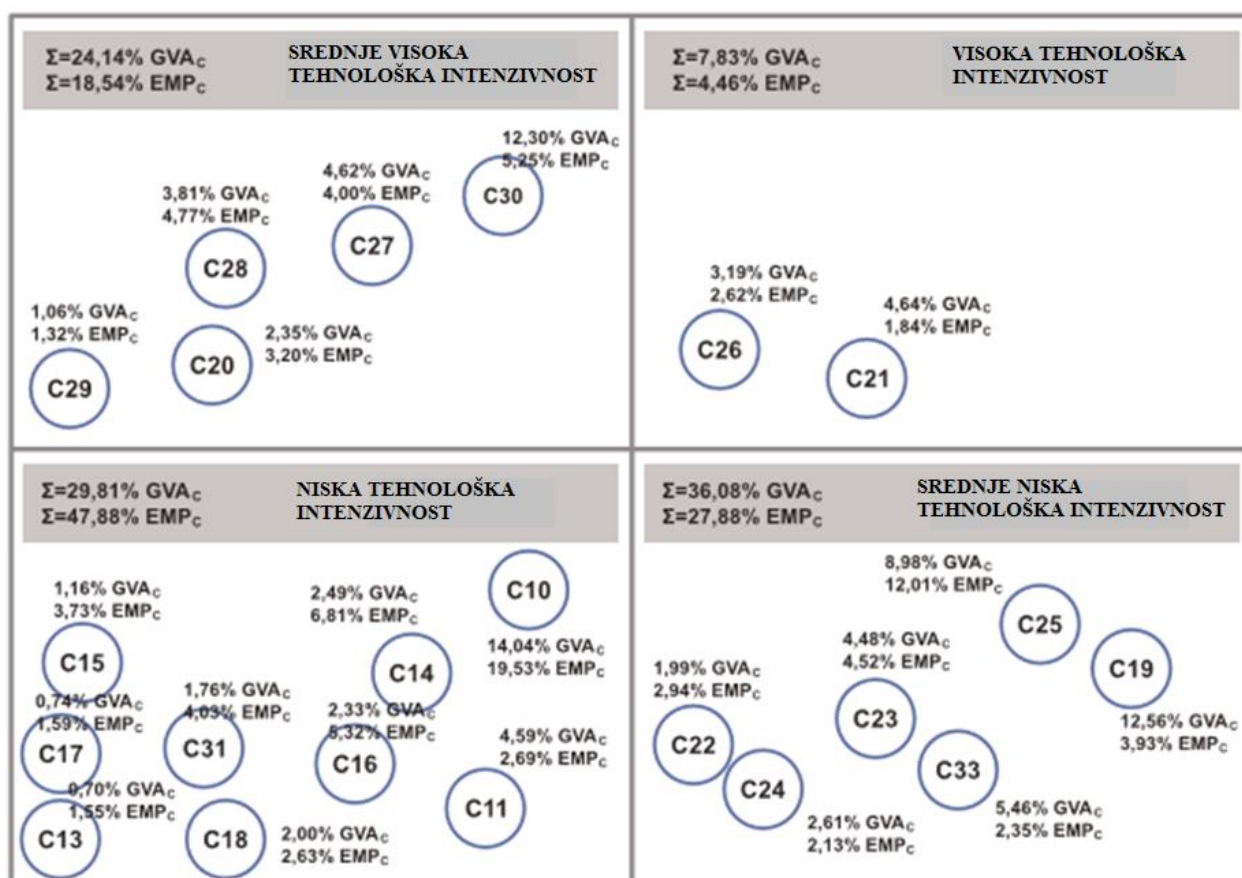 Σ=24,14% GVAC
Σ=18,54% EMPC
SREDNJE VISOKA
TEHNOLOŠKA INTENZIVNOST
12,30% GVAC
5,25% EMPC
C30
4,62% GVAC
4,00% EMPC
C27
3,81% GVAC
4,77% EMPC
C28
1,06% GVAC
1,32% EMPC
C29
C20
2,35% GVAC
3,20% EMPC
Σ=7,83% GVAC
Σ=4,46% EMPC
VISOKA TEHNOLOŠKA
INTENZIVNOST
3,19% GVAC
2,62% EMPC
C26
4,64% GVAC
1,84% EMPC
C21
Σ=29,81% GVAC
Σ=47,88% EMPC
NISKA TEHNOLOŠKA
INTENZIVNOST
C10
14,04% GVAC
19,53% EMPC
1,16% GVAC
3,73% EMPC
C15
2,49% GVAC
6,81% EMPC
C14
0,74% GVAC
1,59% EMPC
C17
1,76% GVAC
4,03% EMPC
C31
2,33% GVAC
5,32% EMPC
C16
4,59% GVAC
2,69% EMPC
C11
0,70% GVAC
1,55% EMPC
C13
C18
2,00% GVAC
2,63% EMPC
Σ=36,08% GVAC
Σ=27,88% EMPC
SREDNJE NISKA
TEHNOLOŠKA INTENZIVNOST
8,98% GVAC
12,01% EMPC
C25
C19
12,56% GVAC
3,93% EMPC
4,48% GVAC
4,52% EMPC
C23
1,99% GVAC
2,94% EMPC
C22
C24
2,61% GVAC
2,13% EMPC
C33
5,46% GVAC
2,35% EMPC